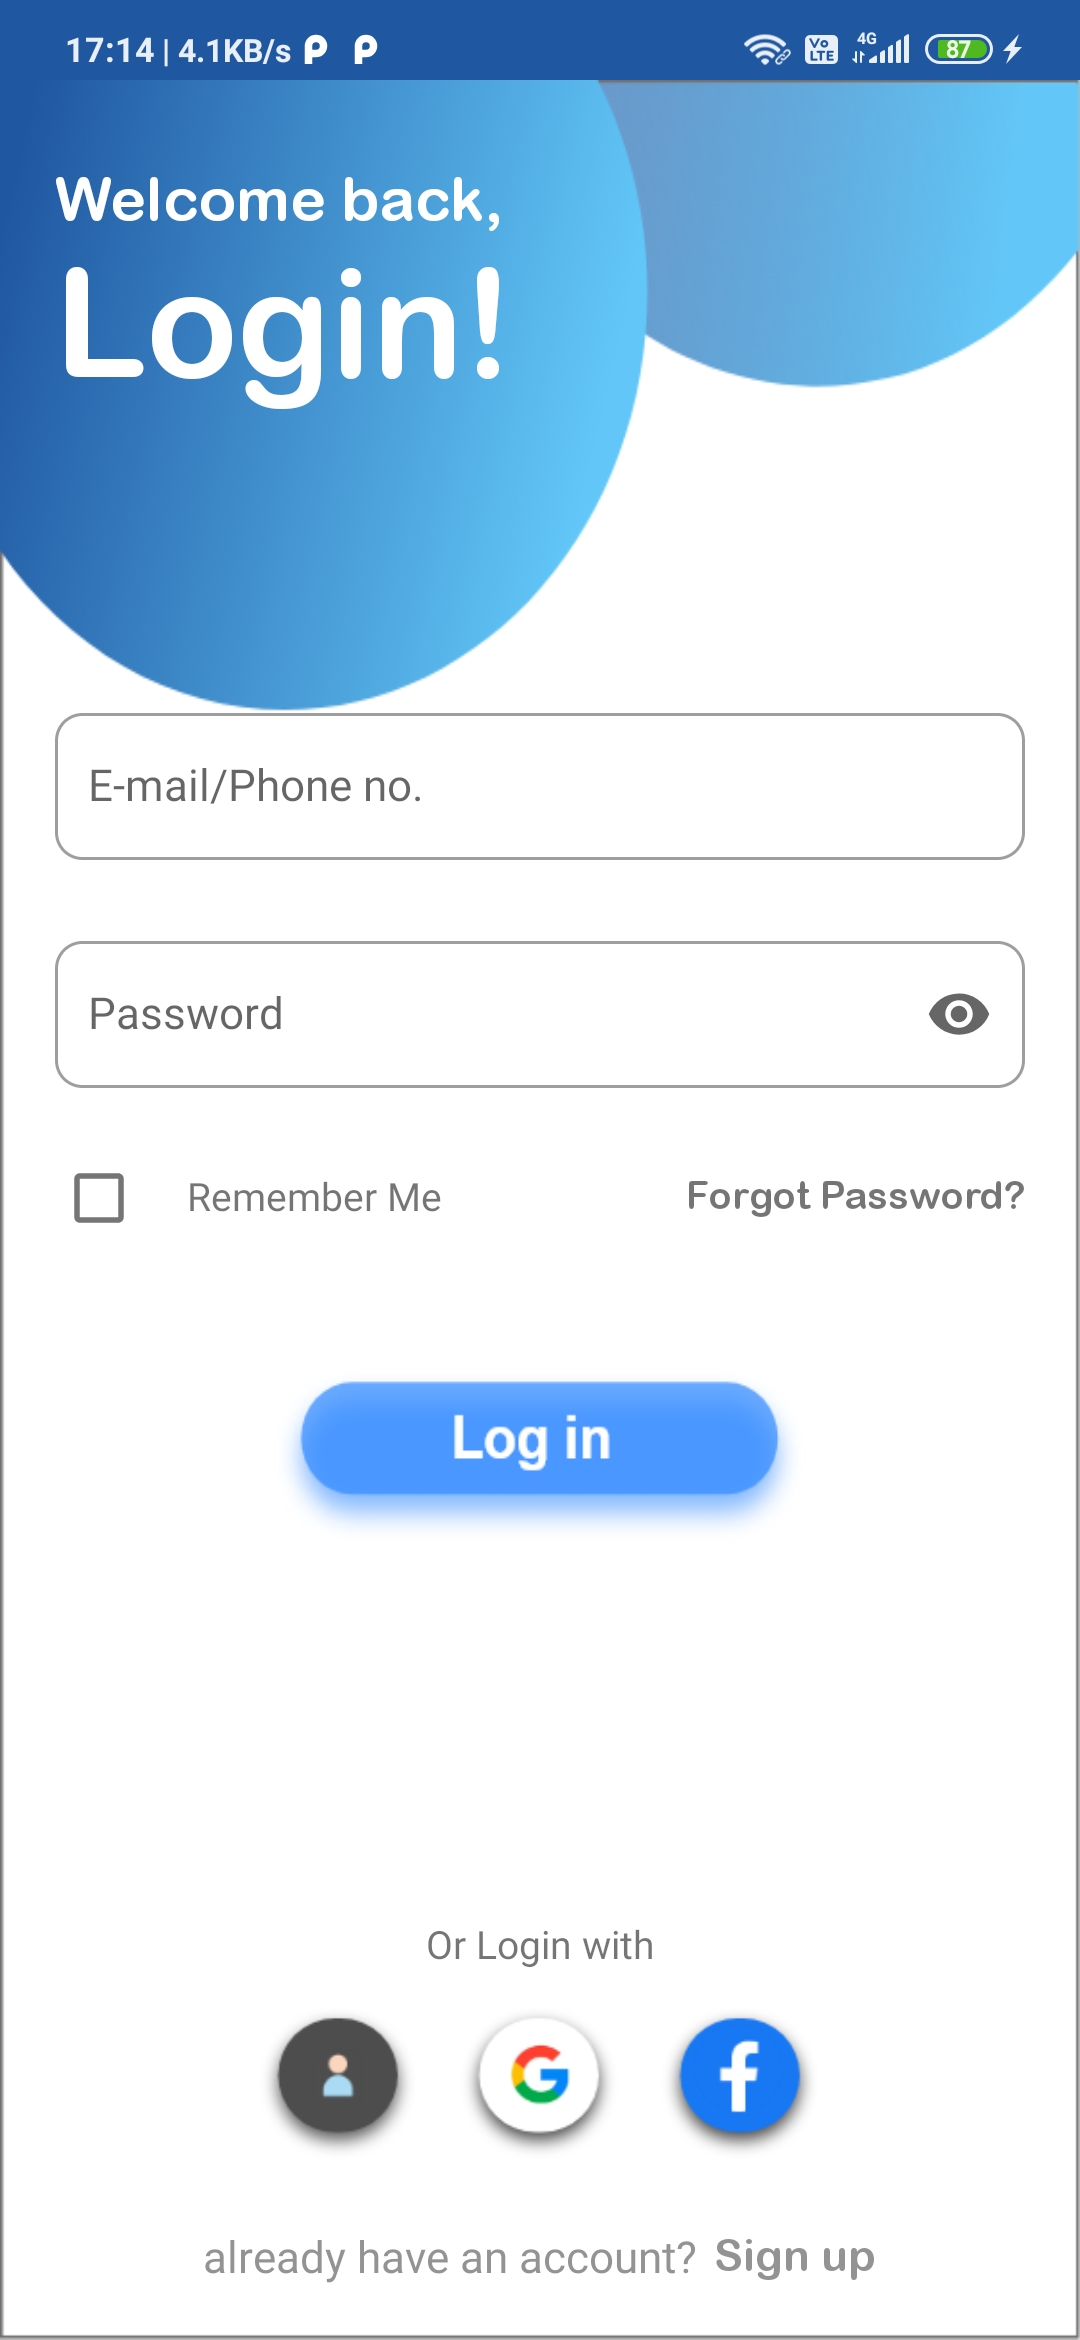 17:14 | 4.1KB/s
Vo LTE 4G 87
Welcome back,
Login!
E-mail/Phone no.
Password
Remember Me Forgot Password?
Log in
Or Login with
already have an account? Sign up